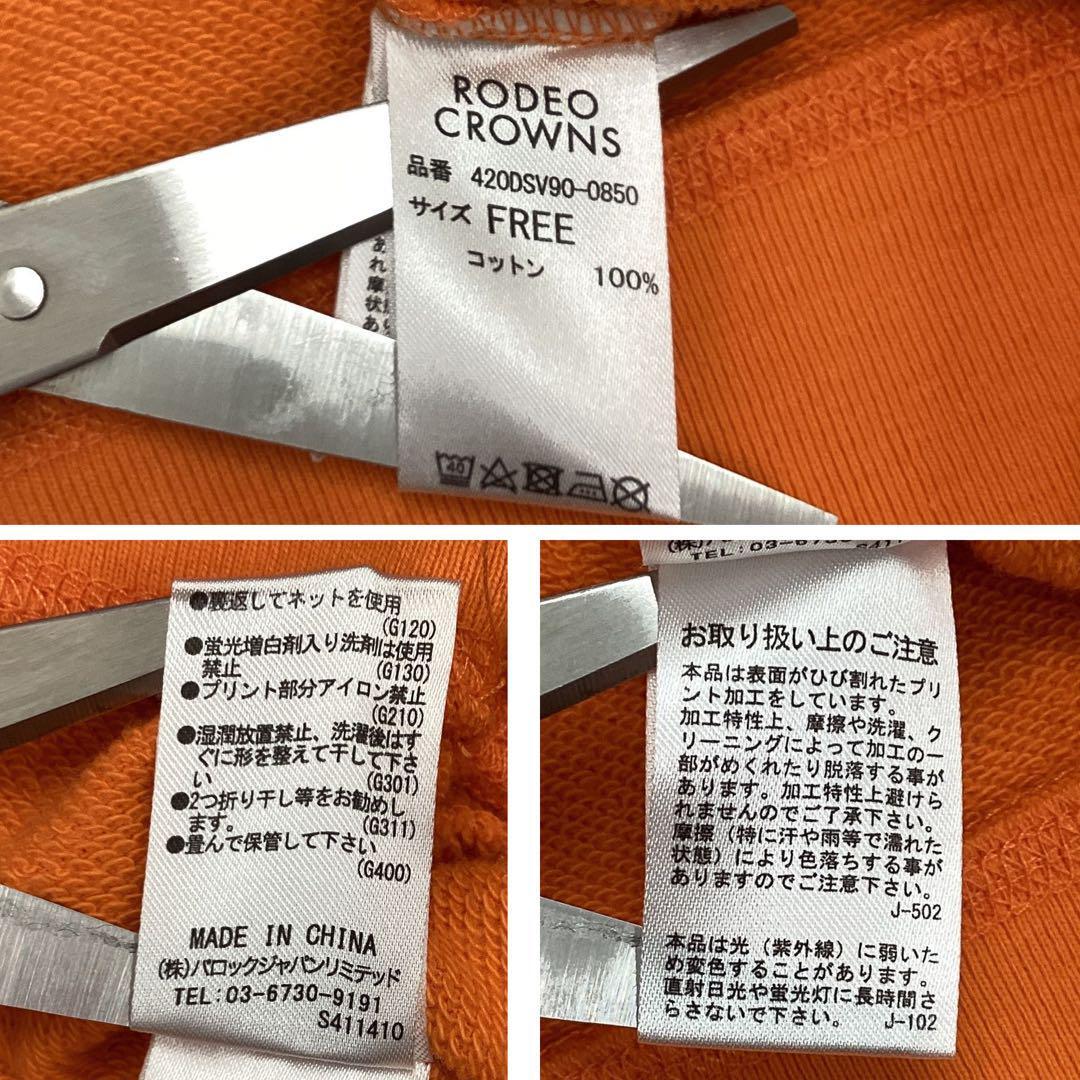 RODEO
CROWNS
品番 420DSV90-0850
サイズ FREE
コットン 100%
40
あ
れ
摩
状
あ
●裏返してネットを使用
(G120)
●蛍光増白剤入り洗剤は使用
禁止 (G130)
●プリント部分アイロン禁止
(G210)
●湿潤放置禁止、洗濯後はす
ぐに形を整えて干して下さ
い (G301)
●2つ折り干し等をお勧めし
ます。 (G311)
●畳んで保管して下さい
(G400)
MADE IN CHINA
(株)バロックジャパンリミテッド
TEL:03-6730-9191
S411410
TEL:03-6730-
お取り扱い上のご注意
本品は表面がひび割れたプリ
ント加工をしています。
加工特性上、摩擦や洗濯、ク
リーニングによって加工の一
部がめくれたり脱落する事が
あります。加工特性上避けら
れませんのでご了承下さい。
摩擦（特に汗や雨等で濡れた
状態）により色落ちする事が
ありますのでご注意下さい。
J-502
本品は光（紫外線）に弱いた
め変色することがあります。
直射日光や蛍光灯に長時間さ
らさないで下さい。 J-102